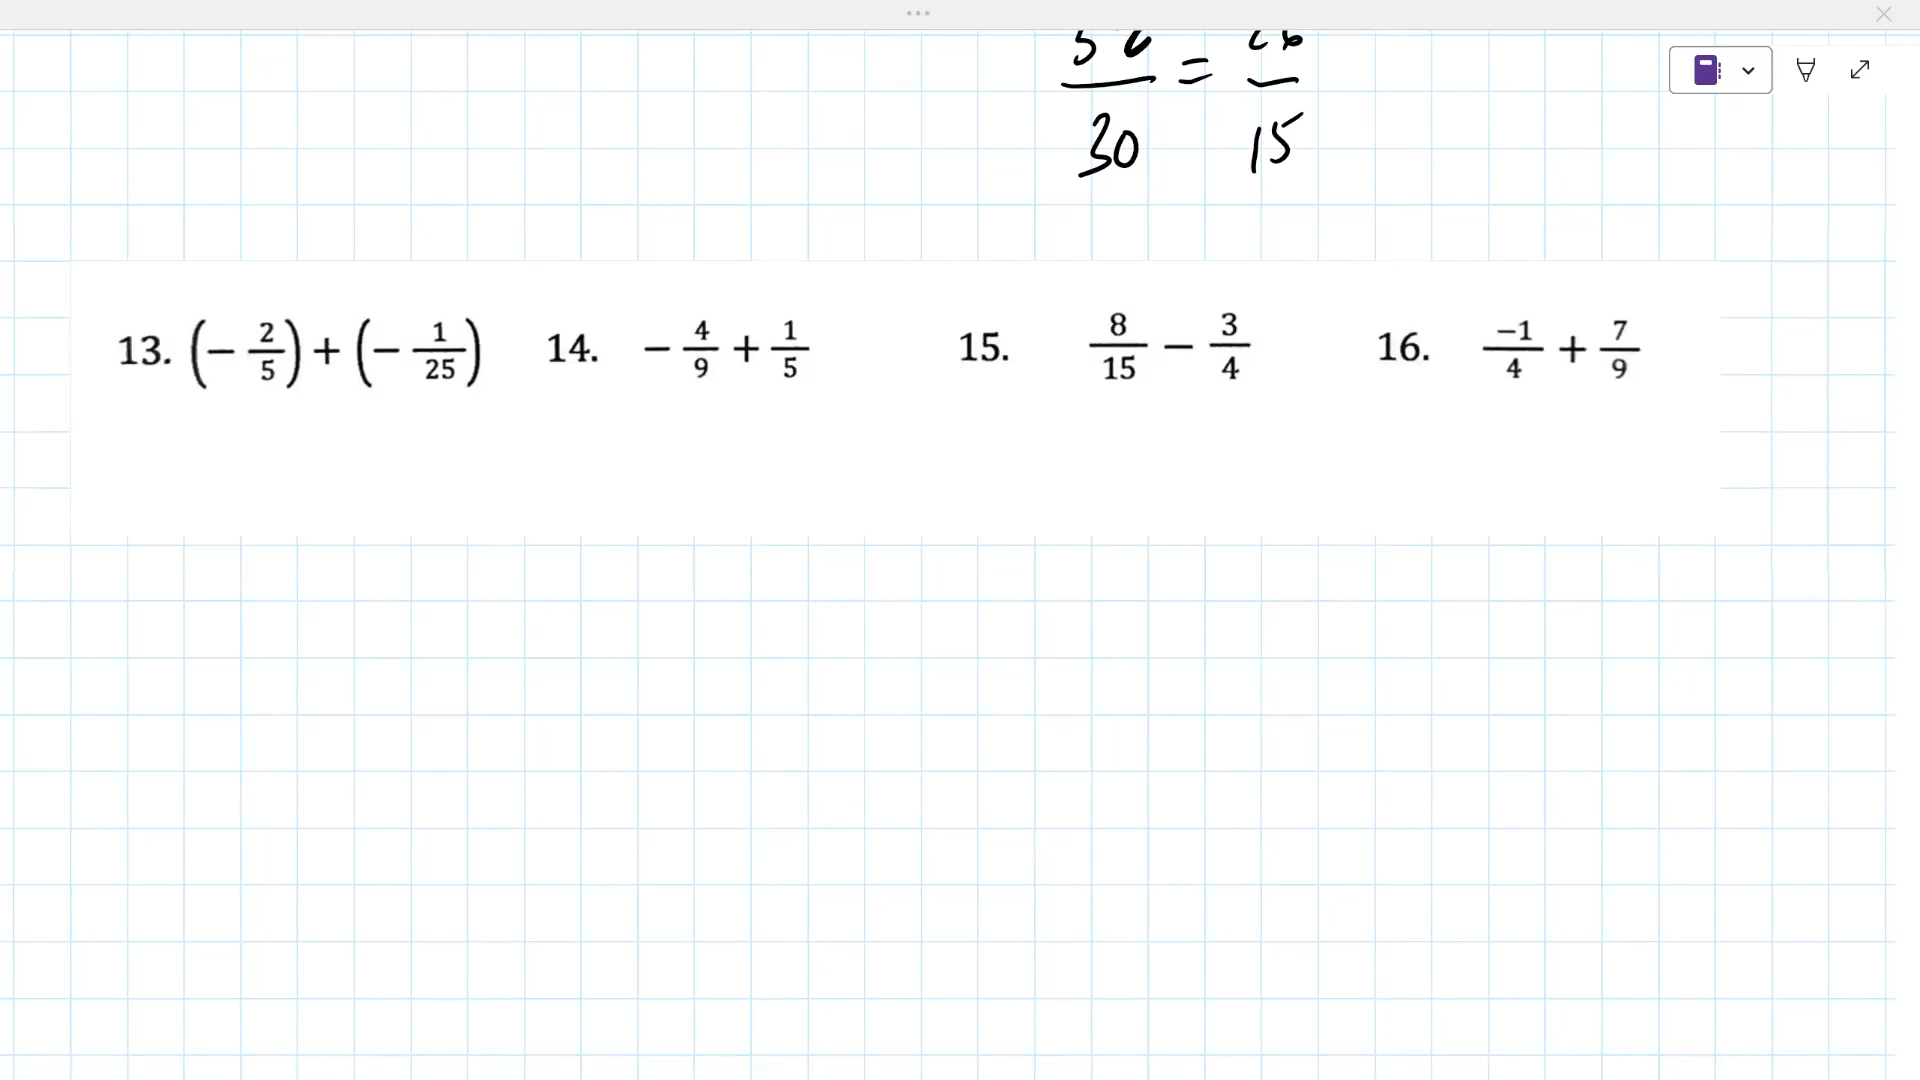 = 
30 15
13. (− 2/5) + (− 1/25) 14. − 4/9 + 1/5 15. 8/15 − 3/4 16. −1/4 + 7/9